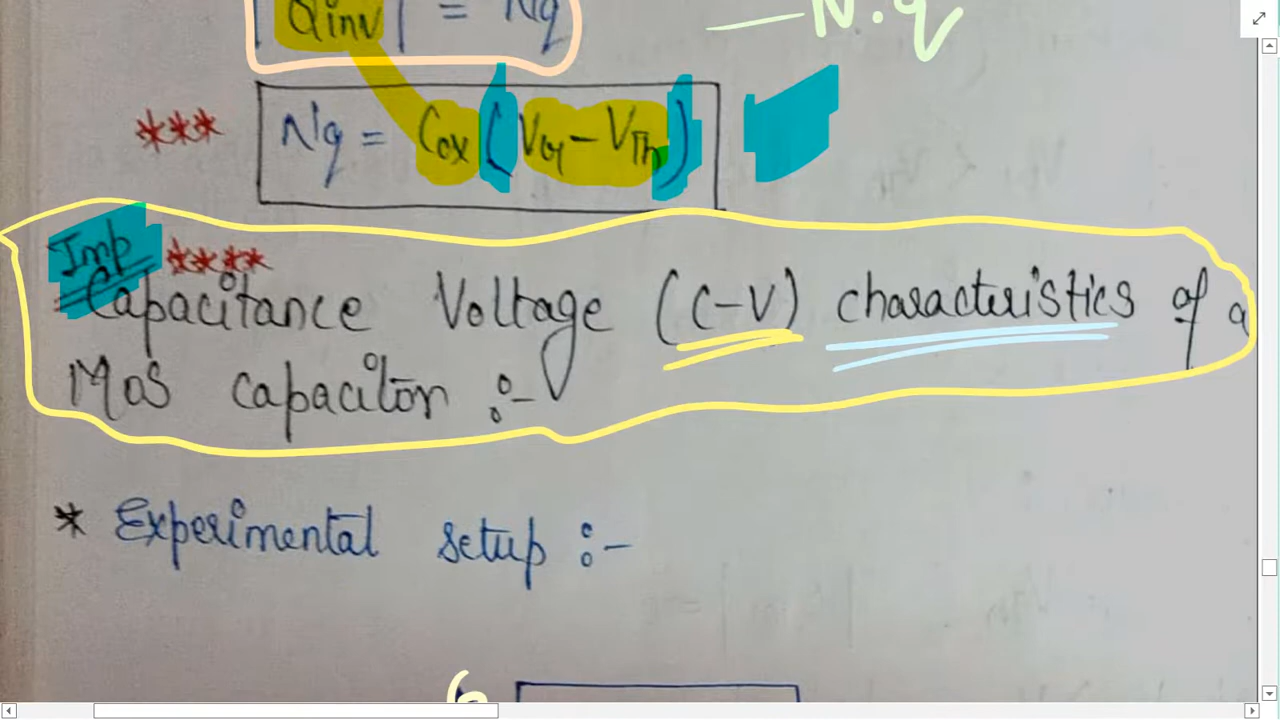 |Qinv| = Nq
— N.q
*** Nq = Cox (VG - VTh)
Imp ****
Capacitance Voltage (C-V) characteristics of a
MOS capacitor :-
* Experimental setup :-
G